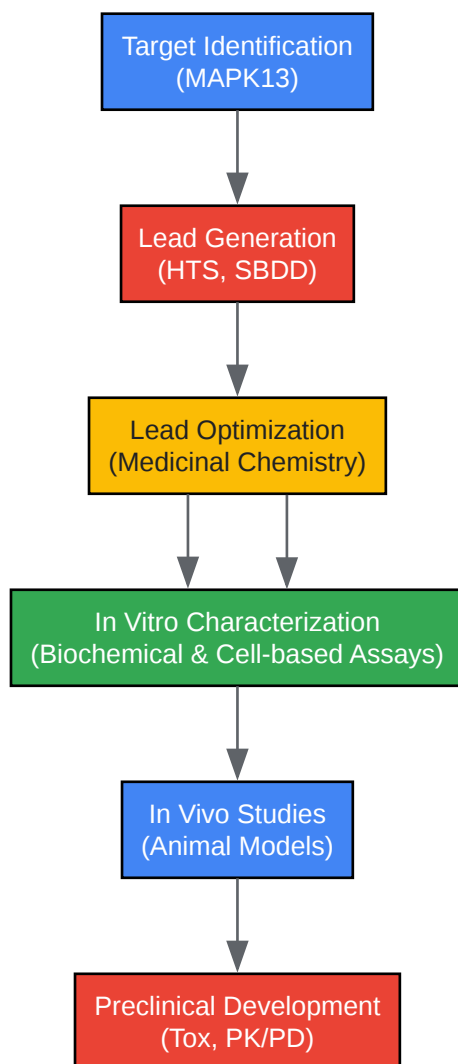 Target Identification
(MAPK13)
Lead Generation
(HTS, SBDD)
Lead Optimization
(Medicinal Chemistry)
In Vitro Characterization
(Biochemical & Cell-based Assays)
In Vivo Studies
(Animal Models)
Preclinical Development
(Tox, PK/PD)